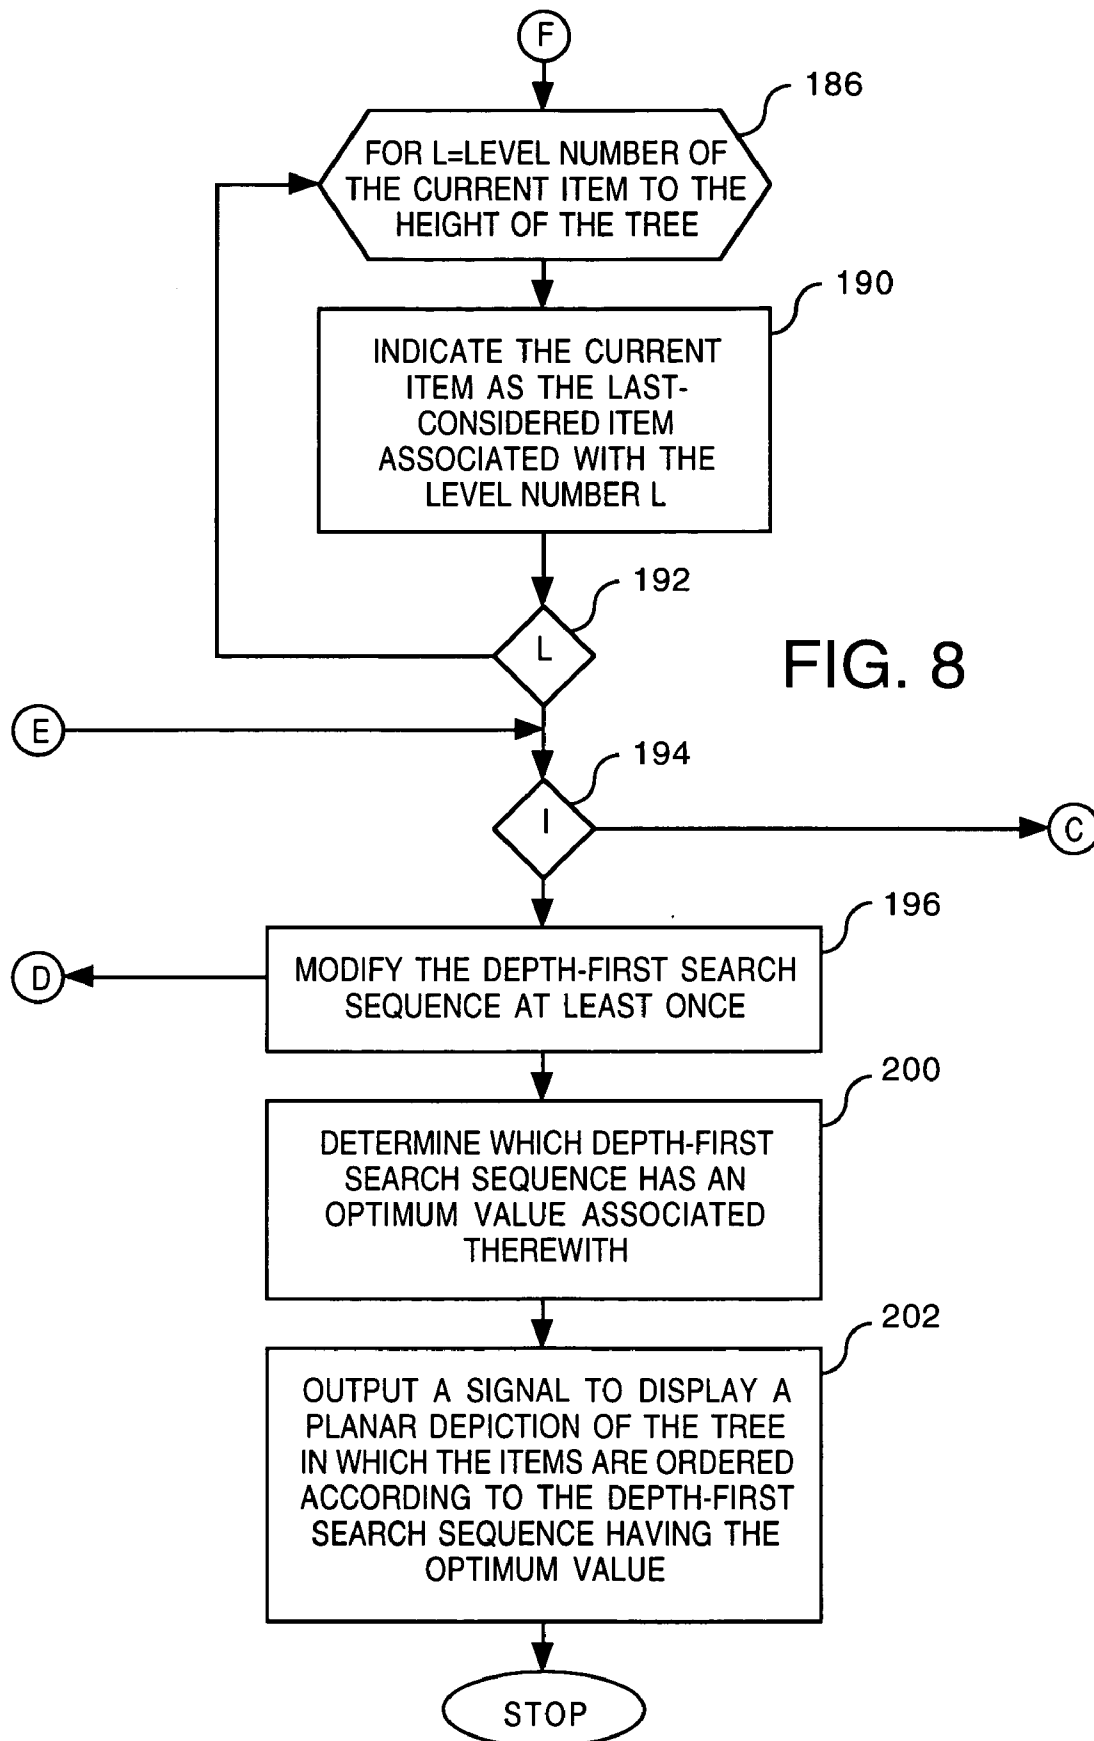 F
186
FOR L=LEVEL NUMBER OF
THE CURRENT ITEM TO THE
HEIGHT OF THE TREE
190
INDICATE THE CURRENT
ITEM AS THE LAST-
CONSIDERED ITEM
ASSOCIATED WITH THE
LEVEL NUMBER L
192
L
FIG. 8
E
194
I
C
196
D
MODIFY THE DEPTH-FIRST SEARCH
SEQUENCE AT LEAST ONCE
200
DETERMINE WHICH DEPTH-FIRST
SEARCH SEQUENCE HAS AN
OPTIMUM VALUE ASSOCIATED
THEREWITH
202
OUTPUT A SIGNAL TO DISPLAY A
PLANAR DEPICTION OF THE TREE
IN WHICH THE ITEMS ARE ORDERED
ACCORDING TO THE DEPTH-FIRST
SEARCH SEQUENCE HAVING THE
OPTIMUM VALUE
STOP